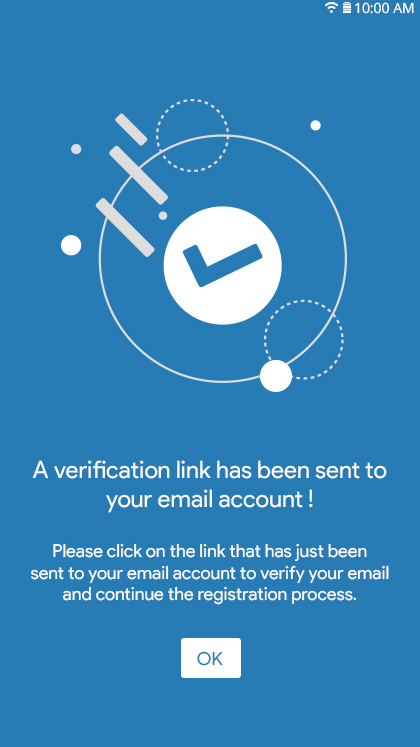 10:00 AM
A verification link has been sent to
your email account !
Please click on the link that has just been
sent to your email account to verify your email
and continue the registration process.
OK